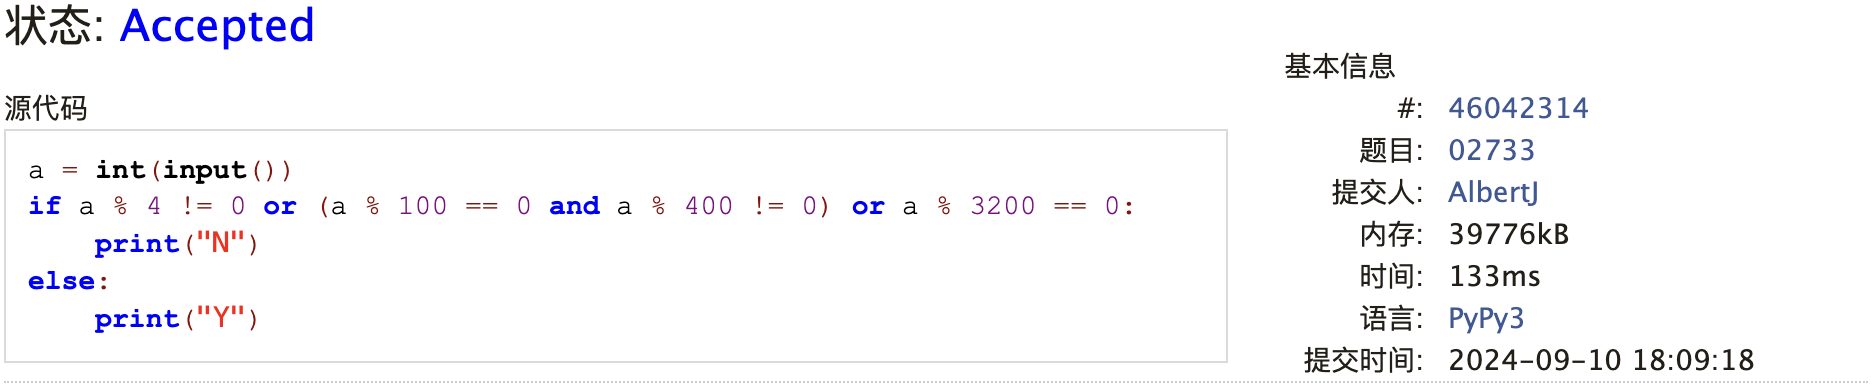 状态: Accepted
源代码
a = int(input())
if a % 4 != 0 or (a % 100 == 0 and a % 400 != 0) or a % 3200 == 0:
    print("N")
else:
    print("Y")
基本信息
#: 46042314
题目: 02733
提交人: AlbertJ
内存: 39776kB
时间: 133ms
语言: PyPy3
提交时间: 2024-09-10 18:09:18